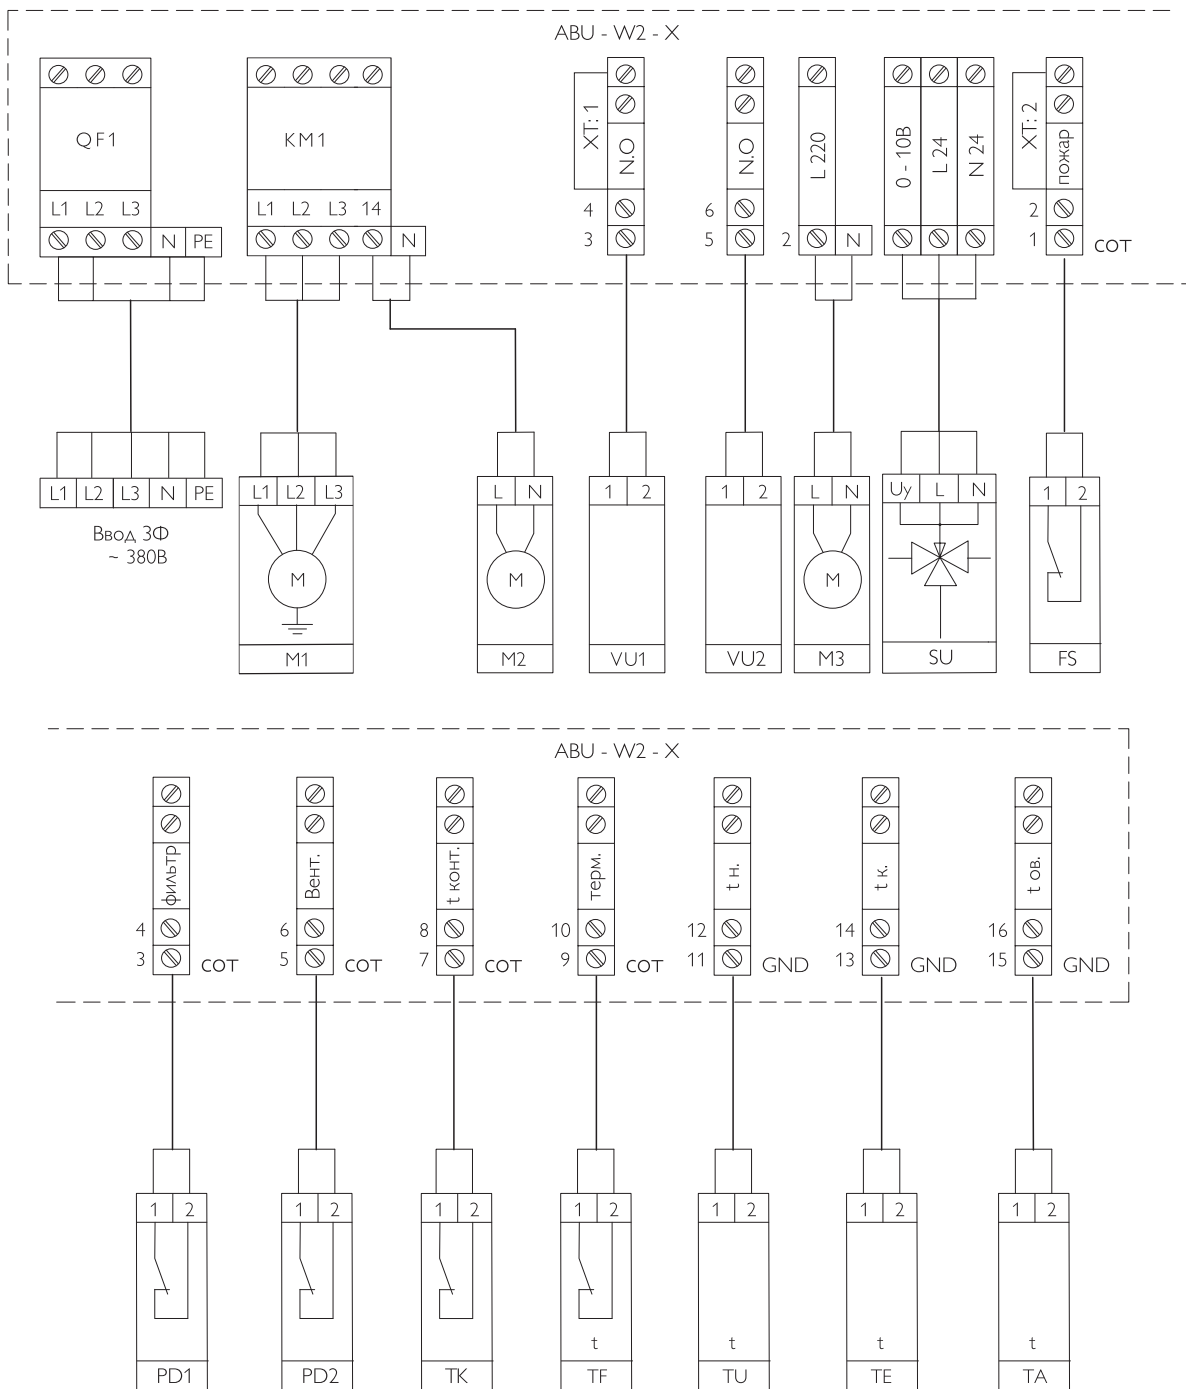 ABU - W2 - X
QF1
KM1
XT: 1
N.O
N.O
L 220
0 - 10В
L 24
N 24
XT: 2
пожар
L1 L2 L3
L1 L2 L3 14
4
6
2
N PE
N
3
5
2
N
1
COT
L1 L2 L3 N PE
L1 L2 L3
L N
1 2
1 2
L N
Uy L N
1 2
Ввод 3Ф
~ 380В
M
M
M
M1
M2
VU1
VU2
M3
SU
FS
ABU - W2 - X
фильтр
Вент.
t конт.
терм.
t н.
t к.
t ов.
4
6
8
10
12
14
16
3 COT
5 COT
7 COT
9 COT
11 GND
13 GND
15 GND
1 2
1 2
1 2
1 2
1 2
1 2
1 2
t
t
t
t
PD1
PD2
TK
TF
TU
TE
TA